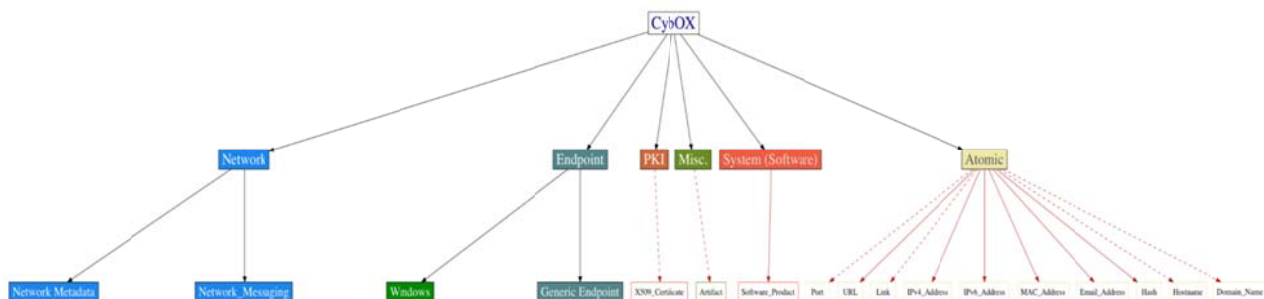 CybOX
Network
Endpoint
PKI
Misc.
System (Software)
Atomic
Network Metadata
Network_Messaging
Wndows
Generic Endpoint
X509_Certificate
Artifact
Software_Product
Port
URL
Link
IPv4_Address
IPv6_Address
MAC_Address
Email_Address
Hash
Hostname
Domain_Name